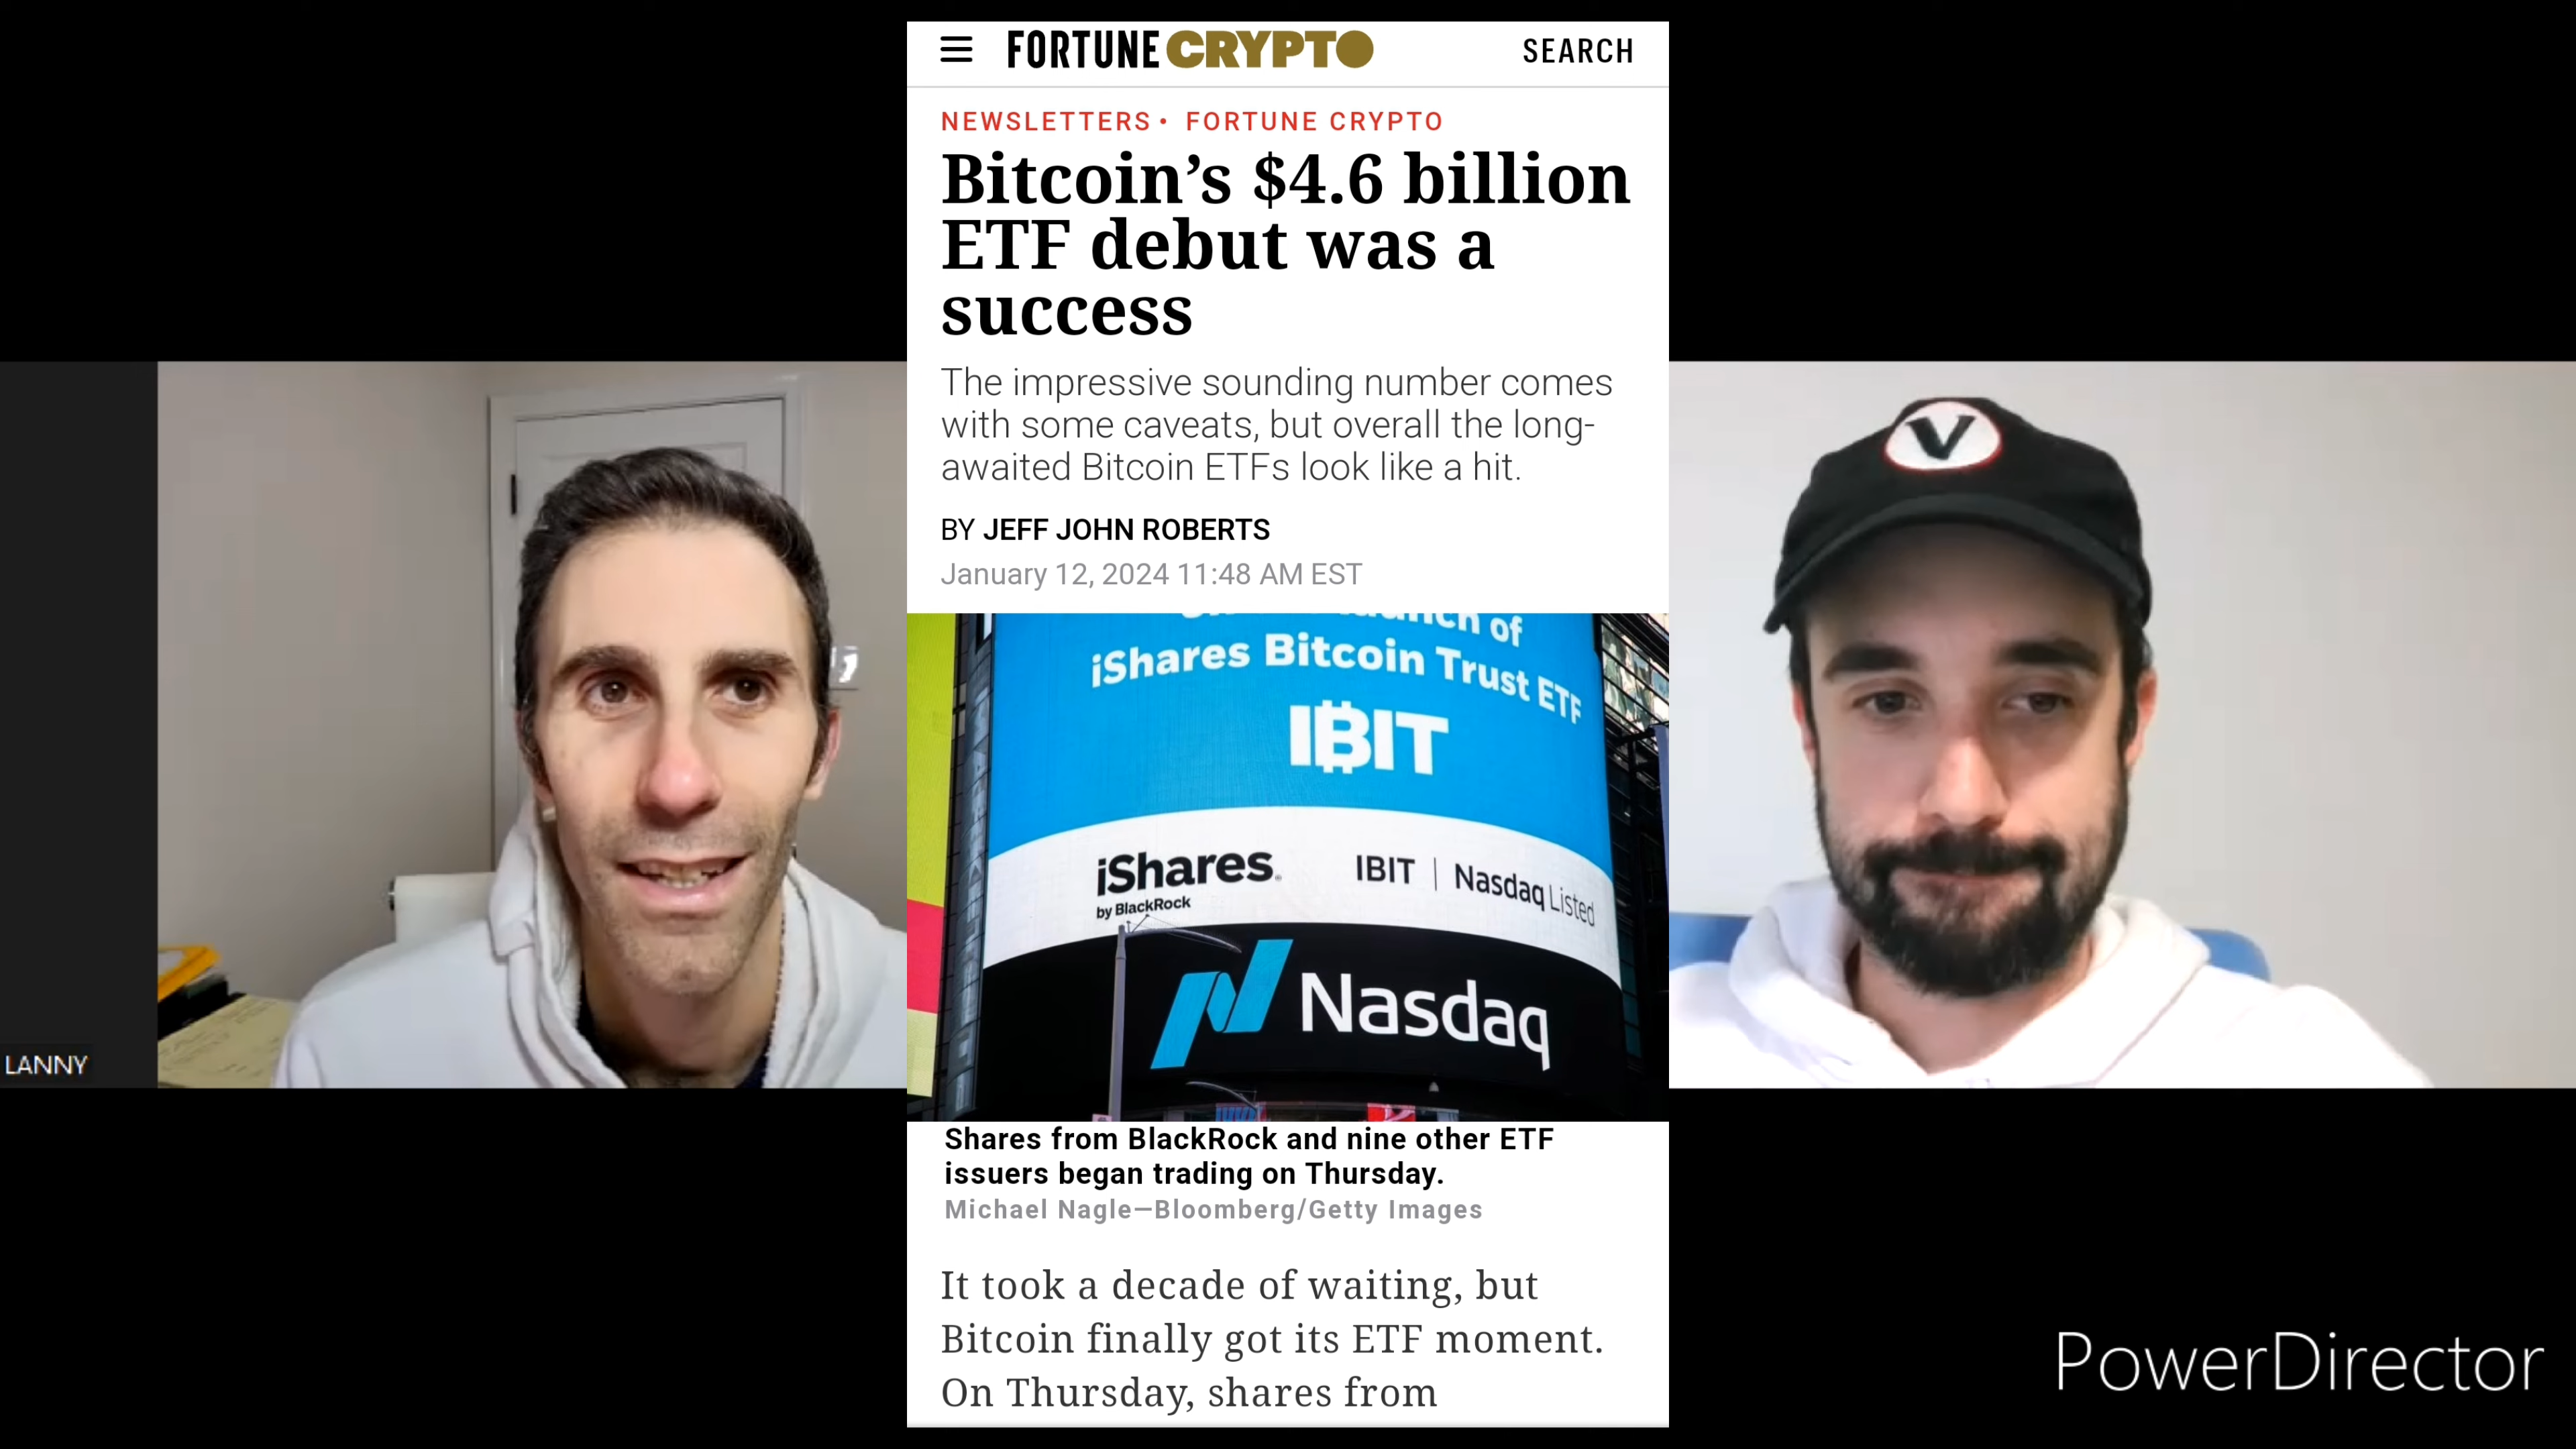 FORTUNE CRYPTO
SEARCH
NEWSLETTERS • FORTUNE CRYPTO
Bitcoin’s $4.6 billion
ETF debut was a
success
The impressive sounding number comes
with some caveats, but overall the long-
awaited Bitcoin ETFs look like a hit.
BY JEFF JOHN ROBERTS
January 12, 2024 11:48 AM EST
of
iShares Bitcoin Trust ETF
IBIT
iShares
by BlackRock
IBIT | Nasdaq Listed
Nasdaq
Shares from BlackRock and nine other ETF
issuers began trading on Thursday.
Michael Nagle—Bloomberg/Getty Images
It took a decade of waiting, but
Bitcoin finally got its ETF moment.
On Thursday, shares from
LANNY
V
PowerDirector